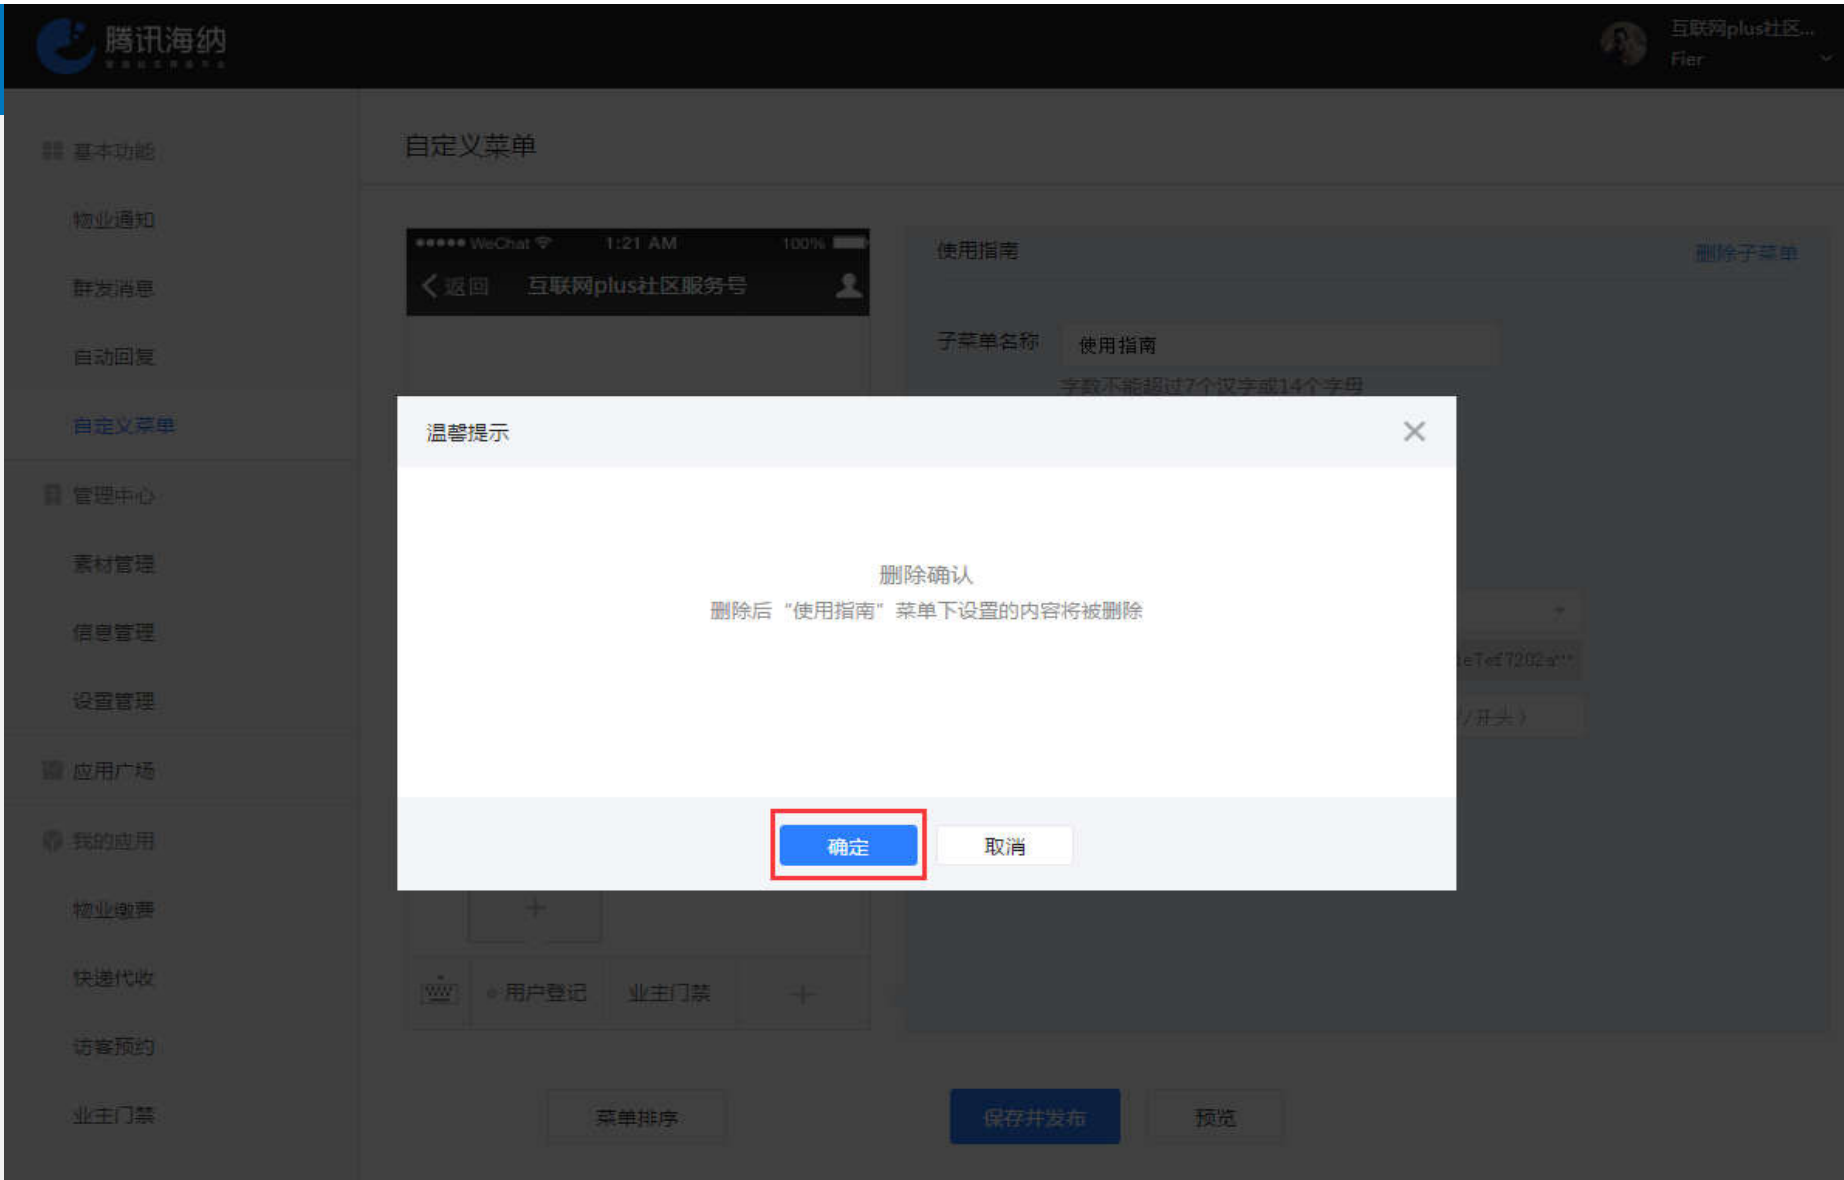 腾讯海纳
互联网plus社区...
Fier
基本功能
物业通知
群发消息
自动回复
自定义菜单
管理中心
素材管理
信息管理
设置管理
应用广场
我的应用
物业缴费
快递代收
访客预约
业主门禁
自定义菜单
WeChat 1:21 AM 100%
返回 互联网plus社区服务号
使用指南 删除子菜单
子菜单名称 使用指南
字数不能超过7个汉字或14个字母
温馨提示
删除确认
删除后“使用指南”菜单下设置的内容将被删除
/开头）
确定 取消
用户登记 业主门禁
菜单排序 保存并发布 预览